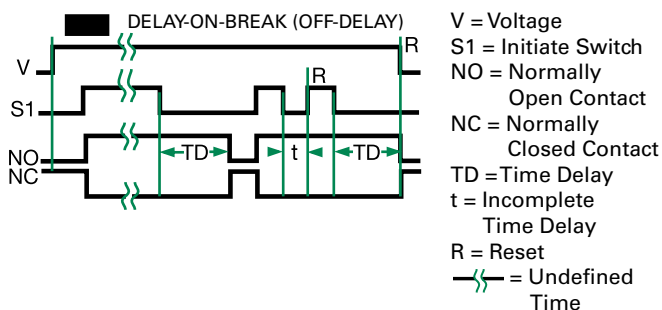 DELAY-ON-BREAK (OFF-DELAY)
R
V
R
S1
NO
TD
t
TD
NC
V = Voltage
S1 = Initiate Switch
NO = Normally
Open Contact
NC = Normally
Closed Contact
TD =Time Delay
t = Incomplete
Time Delay
R = Reset
= Undefined
Time